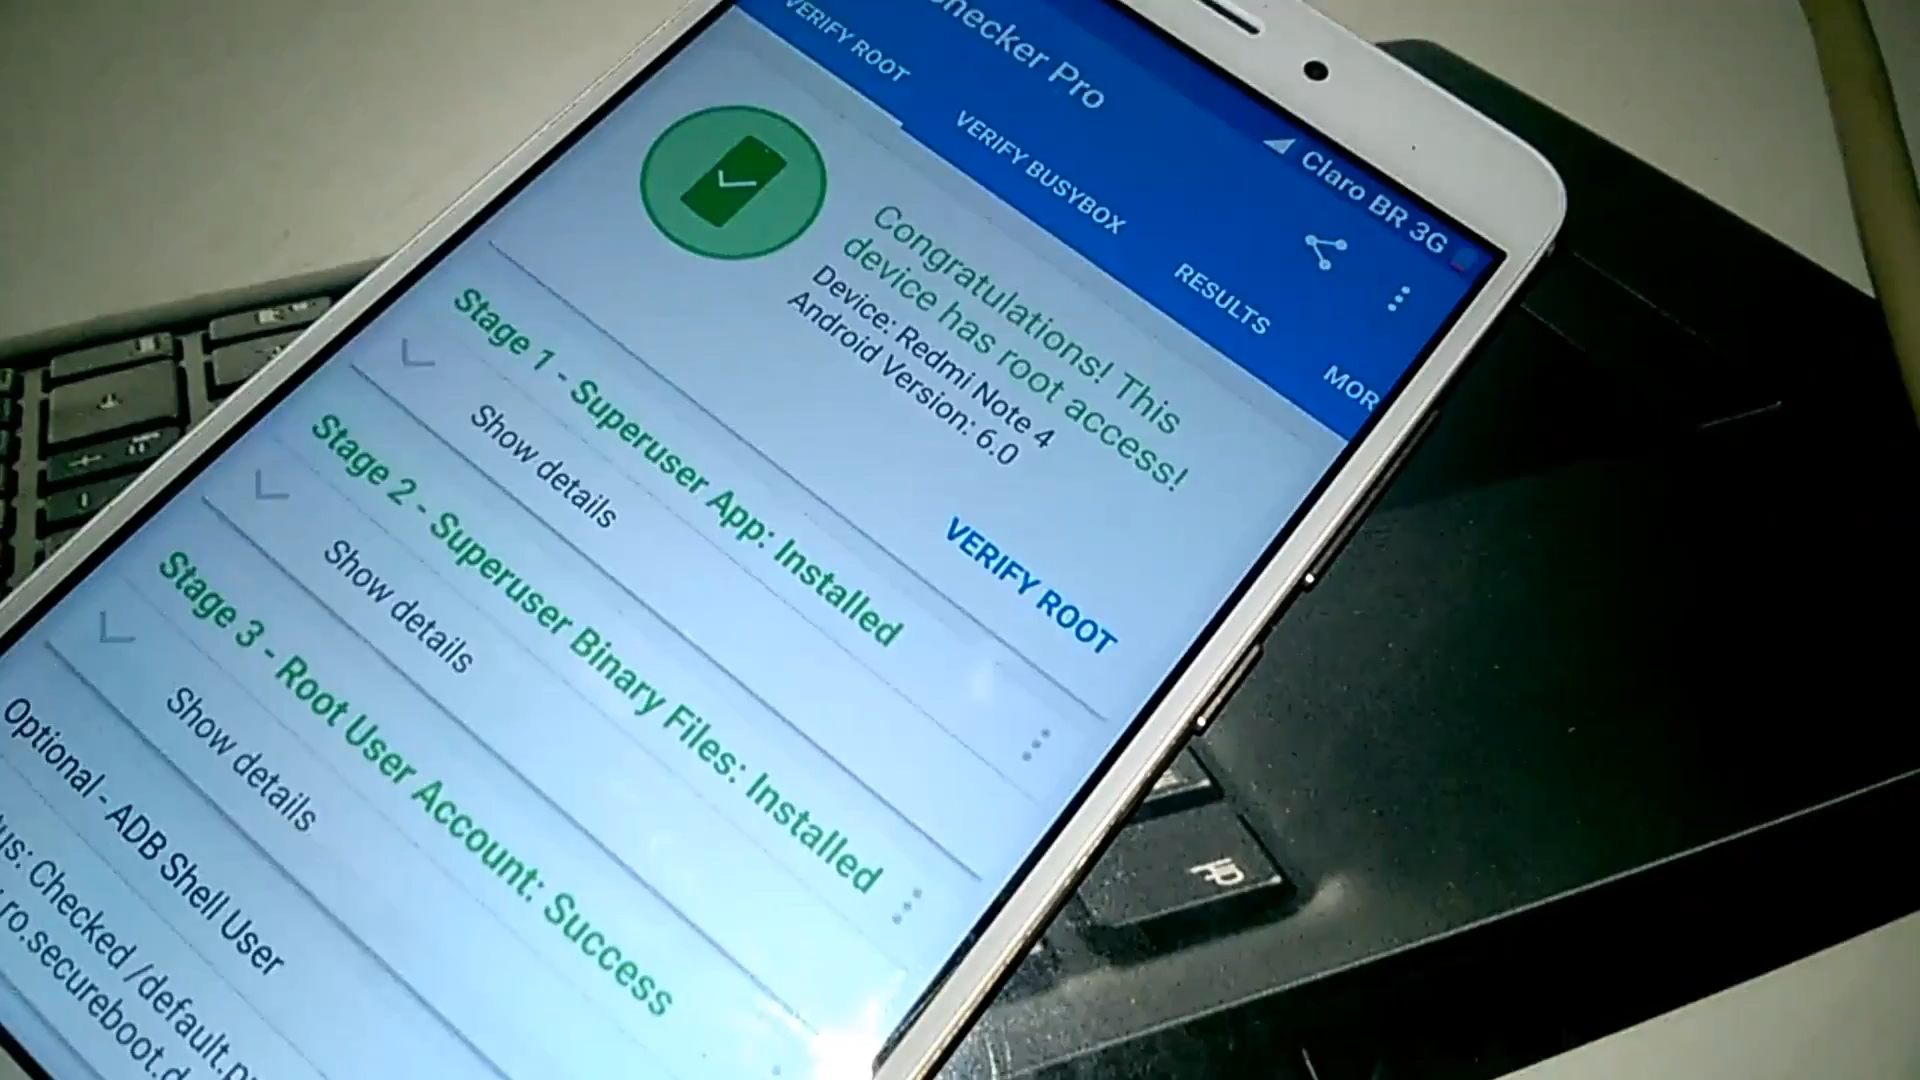 Claro BR 3G
Checker Pro
VERIFY ROOT
VERIFY BUSYBOX
RESULTS
MOR
Congratulations! This
device has root access!
Device: Redmi Note 4
Android Version: 6.0
VERIFY ROOT
Stage 1 - Superuser App: Installed
Show details
Stage 2 - Superuser Binary Files: Installed
Show details
Stage 3 - Root User Account: Success
Show details
Optional - ADB Shell User
us: Checked /default.p
ro.secureboot.d
hp